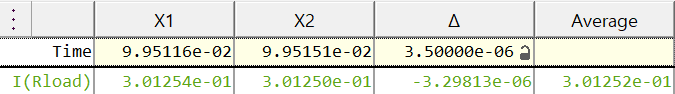 X1 X2 Δ Average
Time 9.95116e-02 9.95151e-02 3.50000e-06
I(Rload) 3.01254e-01 3.01250e-01 -3.29813e-06 3.01252e-01